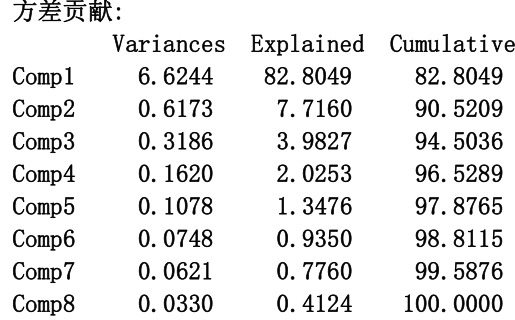 方差贡献:
Variances Explained Cumulative
Comp1 6.6244 82.8049 82.8049
Comp2 0.6173 7.7160 90.5209
Comp3 0.3186 3.9827 94.5036
Comp4 0.1620 2.0253 96.5289
Comp5 0.1078 1.3476 97.8765
Comp6 0.0748 0.9350 98.8115
Comp7 0.0621 0.7760 99.5876
Comp8 0.0330 0.4124 100.0000